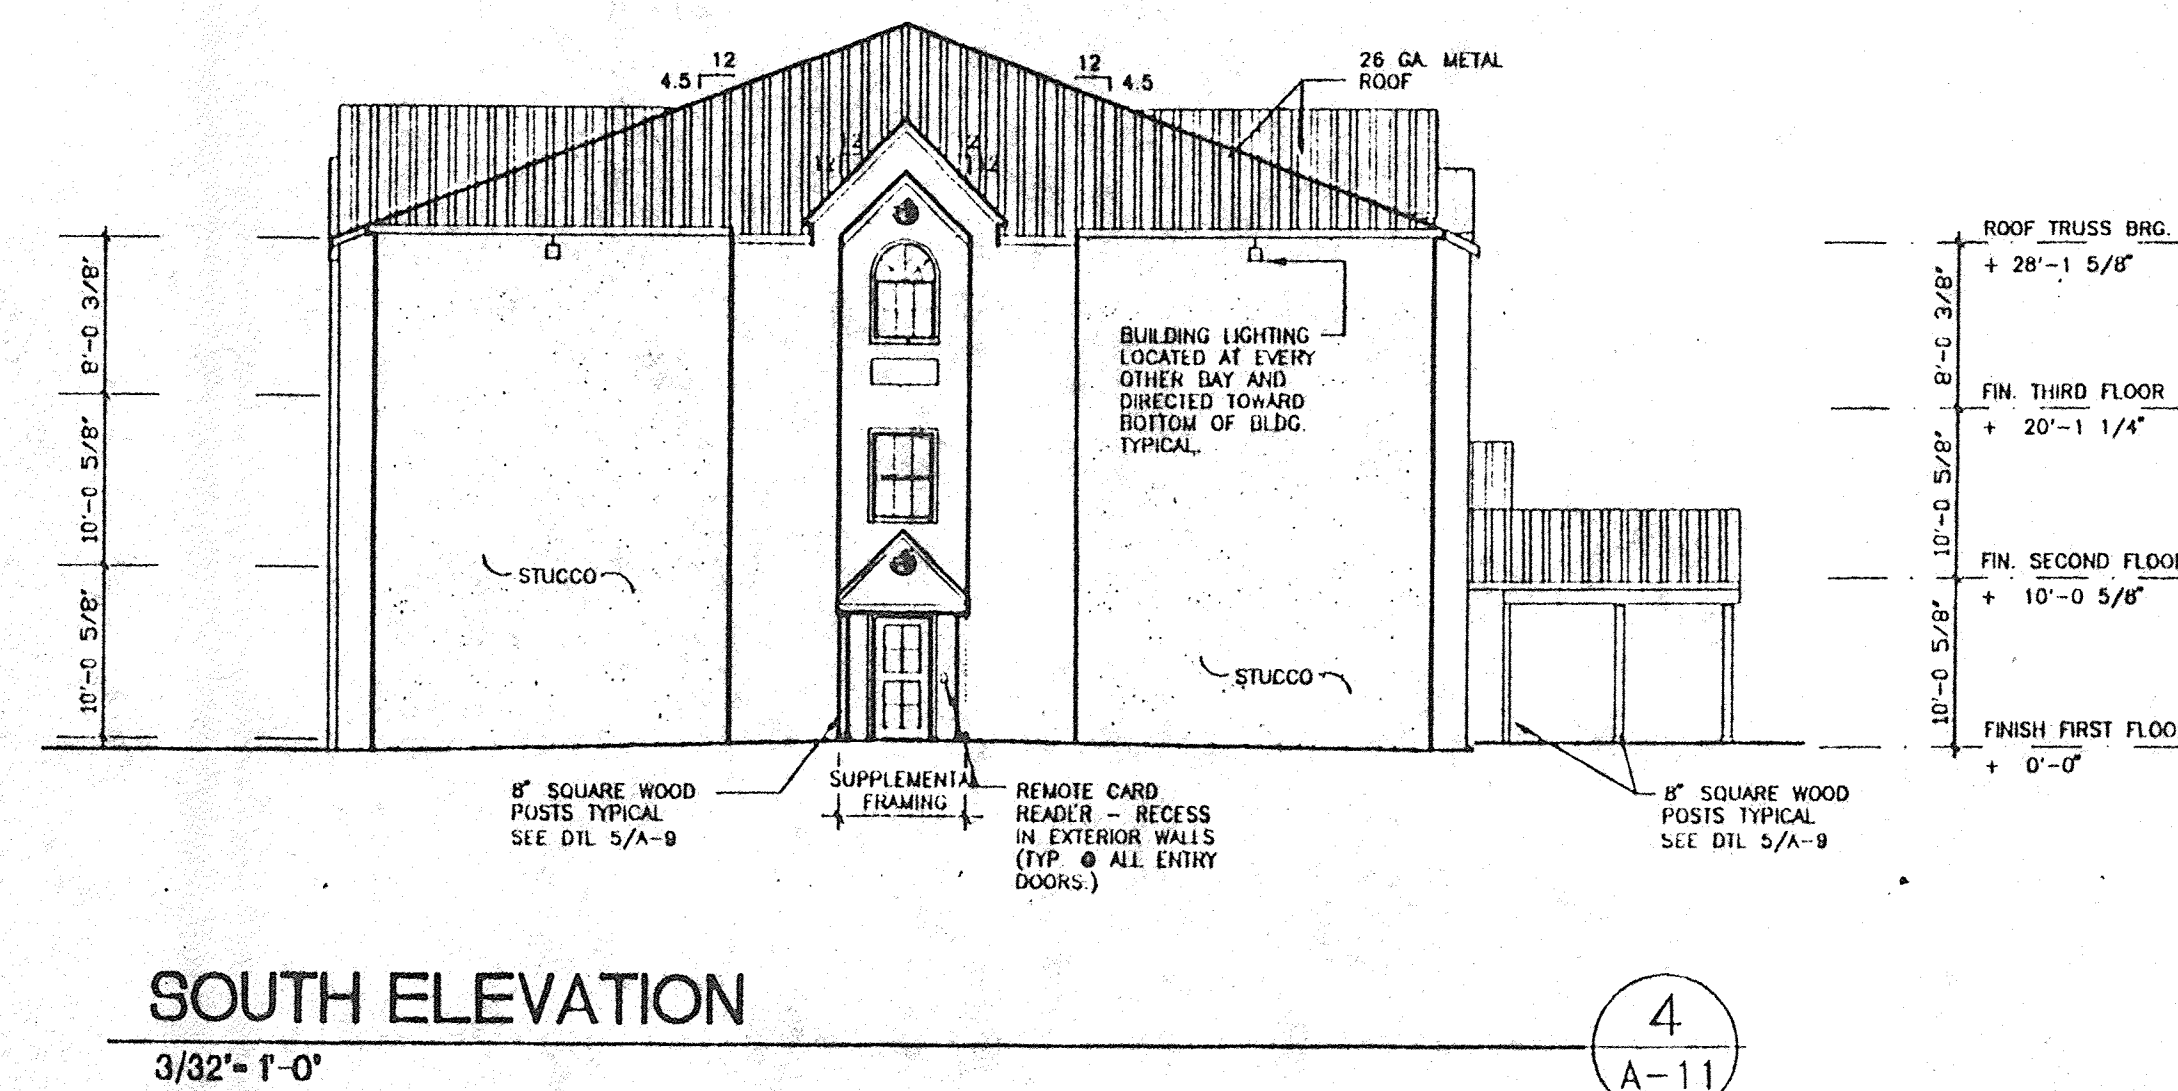 12
4.5
12
4.5
26 GA. METAL
ROOF
12
12
12
12
ROOF TRUSS BRG.
+ 28'-1 5/8"
8'-0 3/8"
8'-0 3/8"
BUILDING LIGHTING
LOCATED AT EVERY
OTHER BAY AND
DIRECTED TOWARD
BOTTOM OF BLDG.
TYPICAL.
FIN. THIRD FLOOR
+ 20'-1 1/4"
10'-0 5/8"
10'-0 5/8"
STUCCO
FIN. SECOND FLOOR
+ 10'-0 5/8"
10'-0 5/8"
10'-0 5/8"
STUCCO
FINISH FIRST FLOO
+ 0'-0"
8" SQUARE WOOD
POSTS TYPICAL
SEE DTL 5/A-9
SUPPLEMENTAL
FRAMING
REMOTE CARD
READER - RECESS
IN EXTERIOR WALLS
(TYP. @ ALL ENTRY
DOORS.)
8" SQUARE WOOD
POSTS TYPICAL
SEE DTL 5/A-9
SOUTH ELEVATION
3/32"= 1'-0"
4
A-11